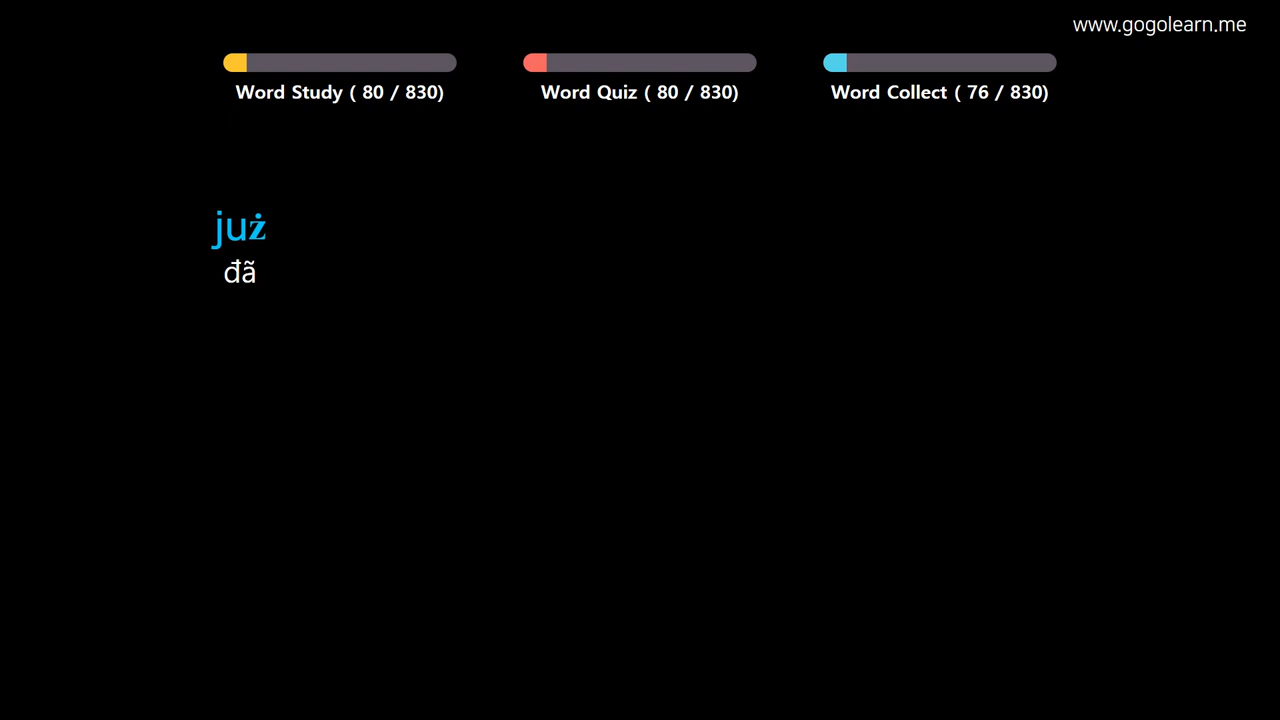 www.gogolearn.me
Word Study ( 80 / 830)
Word Quiz ( 80 / 830)
Word Collect ( 76 / 830)
już
đã